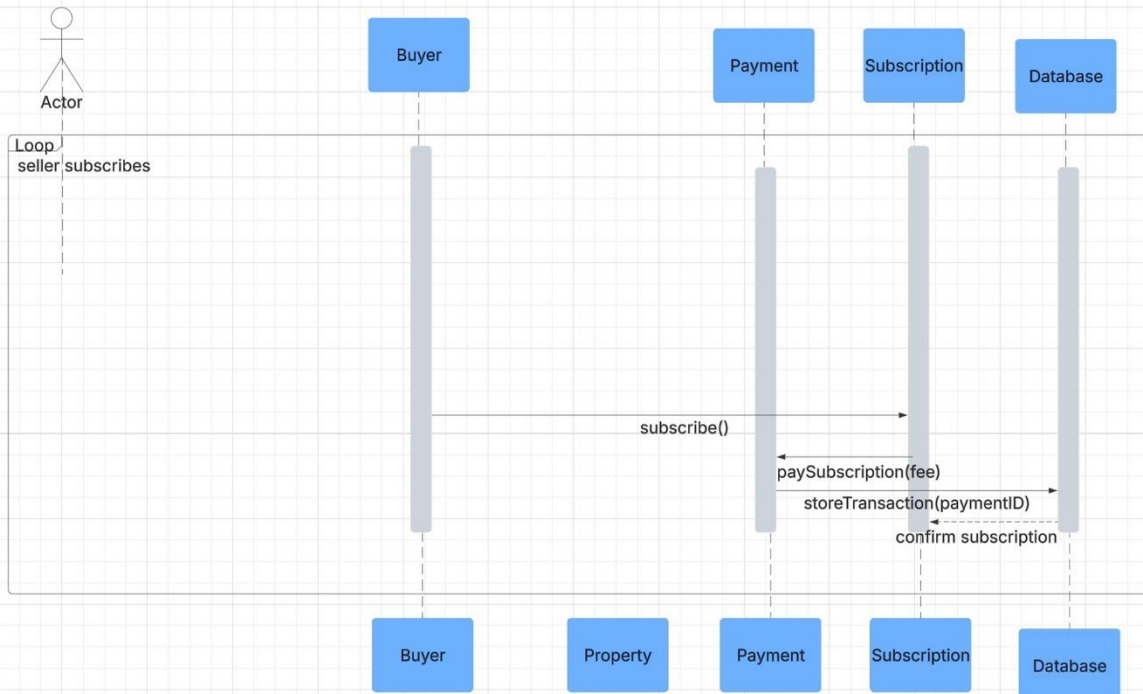 Buyer
Payment
Subscription
Database
Actor
Loop
seller subscribes
subscribe()
paySubscription(fee)
storeTransaction(paymentID)
confirm subscription
Buyer
Property
Payment
Subscription
Database